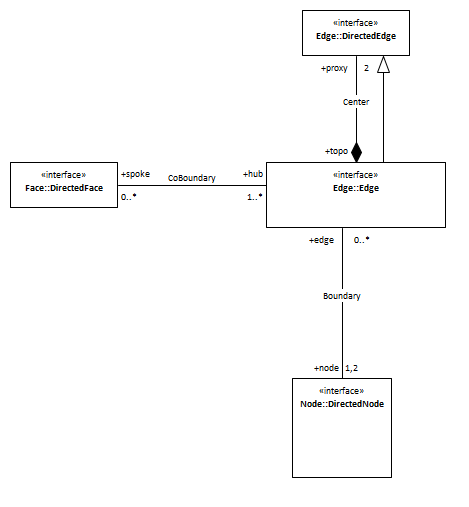 «interface»
Edge::DirectedEdge
+proxy
2
Center
+topo
«interface»
Face::DirectedFace
+spoke
CoBoundary
+hub
0..*
1..*
«interface»
Edge::Edge
+edge
0..*
Boundary
+node
1,2
«interface»
Node::DirectedNode